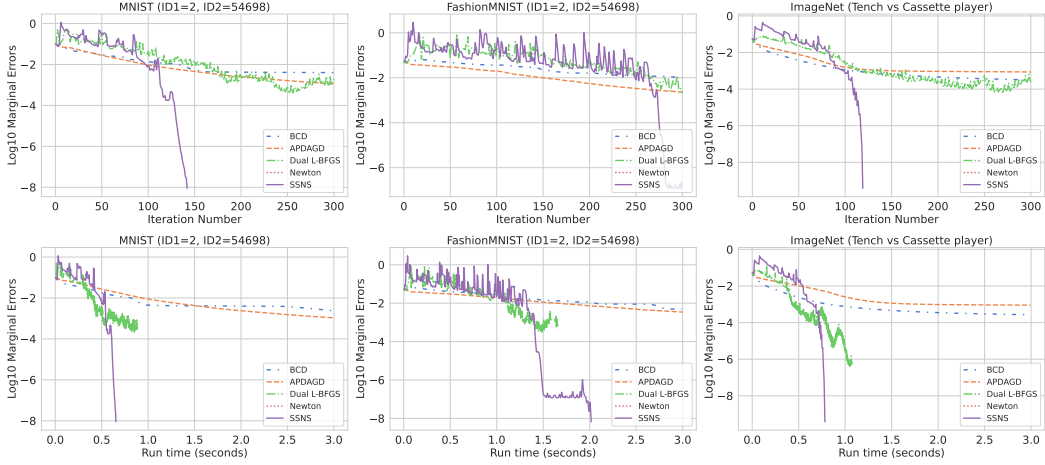 MNIST (ID1=2, ID2=54698)
Log10 Marginal Errors
0
−2
−4
−6
−8
BCD
APDAGD
Dual L-BFGS
Newton
SSNS
0
50
100
150
200
250
300
Iteration Number
FashionMNIST (ID1=2, ID2=54698)
Log10 Marginal Errors
0
−2
−4
−6
BCD
APDAGD
Dual L-BFGS
Newton
SSNS
0
50
100
150
200
250
300
Iteration Number
ImageNet (Tench vs Cassette player)
Log10 Marginal Errors
0
−2
−4
−6
−8
BCD
APDAGD
Dual L-BFGS
Newton
SSNS
0
50
100
150
200
250
300
Iteration Number
MNIST (ID1=2, ID2=54698)
Log10 Marginal Errors
0
−2
−4
−6
−8
BCD
APDAGD
Dual L-BFGS
Newton
SSNS
0.0
0.5
1.0
1.5
2.0
2.5
3.0
Run time (seconds)
FashionMNIST (ID1=2, ID2=54698)
Log10 Marginal Errors
0
−2
−4
−6
−8
BCD
APDAGD
Dual L-BFGS
Newton
SSNS
0.0
0.5
1.0
1.5
2.0
2.5
3.0
Run time (seconds)
ImageNet (Tench vs Cassette player)
Log10 Marginal Errors
0
−2
−4
−6
−8
BCD
APDAGD
Dual L-BFGS
Newton
SSNS
0.0
0.5
1.0
1.5
2.0
2.5
3.0
Run time (seconds)